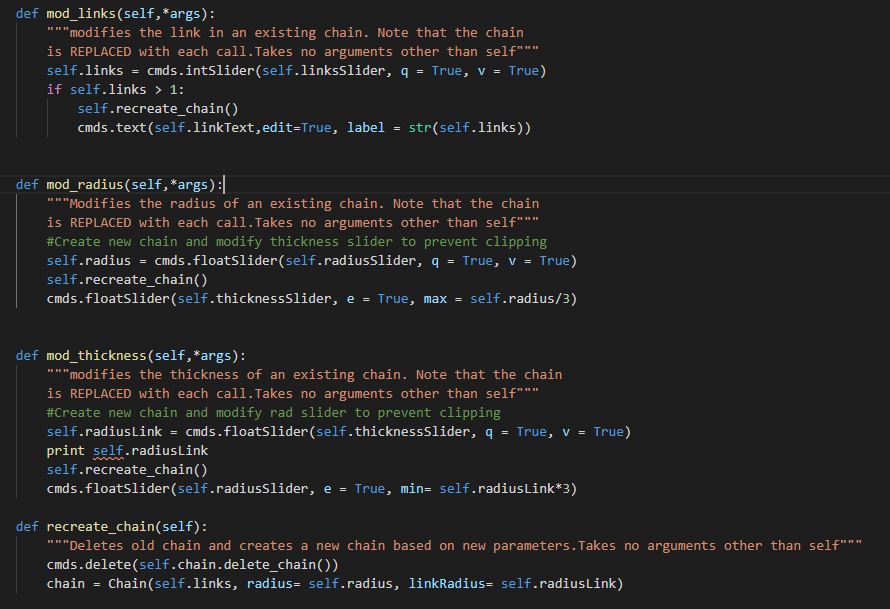 def mod_links(self,*args):
    """modifies the link in an existing chain. Note that the chain
    is REPLACED with each call.Takes no arguments other than self"""
    self.links = cmds.intSlider(self.linksSlider, q = True, v = True)
    if self.links > 1:
        self.recreate_chain()
        cmds.text(self.linkText,edit=True, label = str(self.links))
def mod_radius(self,*args):
    """Modifies the radius of an existing chain. Note that the chain
    is REPLACED with each call.Takes no arguments other than self"""
    #Create new chain and modify thickness slider to prevent clipping
    self.radius = cmds.floatSlider(self.radiusSlider, q = True, v = True)
    self.recreate_chain()
    cmds.floatSlider(self.thicknessSlider, e = True, max = self.radius/3)
def mod_thickness(self,*args):
    """modifies the thickness of an existing chain. Note that the chain
    is REPLACED with each call.Takes no arguments other than self"""
    #Create new chain and modify rad slider to prevent clipping
    self.radiusLink = cmds.floatSlider(self.thicknessSlider, q = True, v = True)
    print self.radiusLink
    self.recreate_chain()
    cmds.floatSlider(self.radiusSlider, e = True, min= self.radiusLink*3)
def recreate_chain(self):
    """Deletes old chain and creates a new chain based on new parameters.Takes no arguments other than self"""
    cmds.delete(self.chain.delete_chain())
    chain = Chain(self.links, radius= self.radius, linkRadius= self.radiusLink)